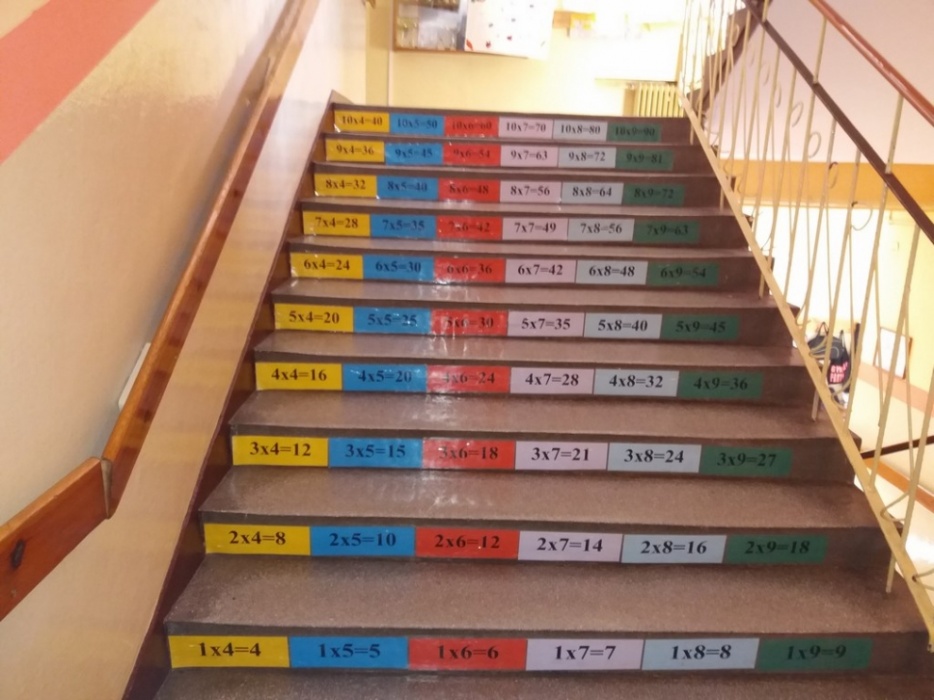 10x4=40 10x5=50 10x6=60 10x7=70 10x8=80 10x9=90
9x4=36 9x5=45 9x6=54 9x7=63 9x8=72 9x9=81
8x4=32 8x5=40 8x6=48 8x7=56 8x8=64 8x9=72
7x4=28 7x5=35 7x6=42 7x7=49 7x8=56 7x9=63
6x4=24 6x5=30 6x6=36 6x7=42 6x8=48 6x9=54
5x4=20 5x5=25 5x6=30 5x7=35 5x8=40 5x9=45
4x4=16 4x5=20 4x6=24 4x7=28 4x8=32 4x9=36
3x4=12 3x5=15 3x6=18 3x7=21 3x8=24 3x9=27
2x4=8 2x5=10 2x6=12 2x7=14 2x8=16 2x9=18
1x4=4 1x5=5 1x6=6 1x7=7 1x8=8 1x9=9